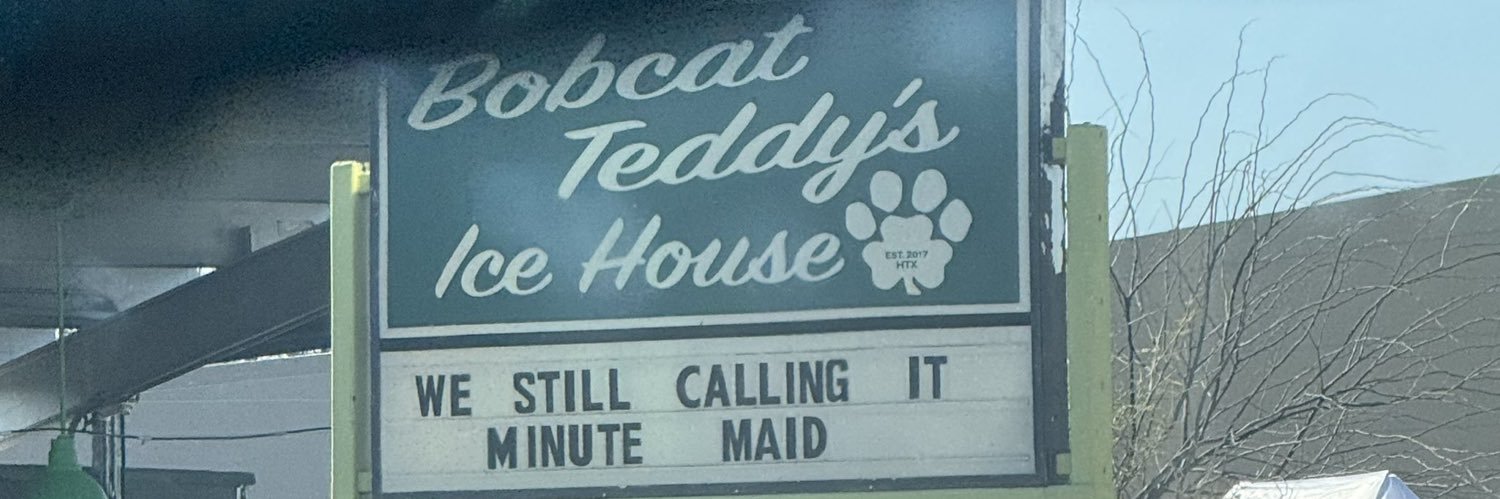 Bobcat
Teddy's
Ice House
EST. 2017
HTX
WE STILL CALLING IT
MINUTE MAID